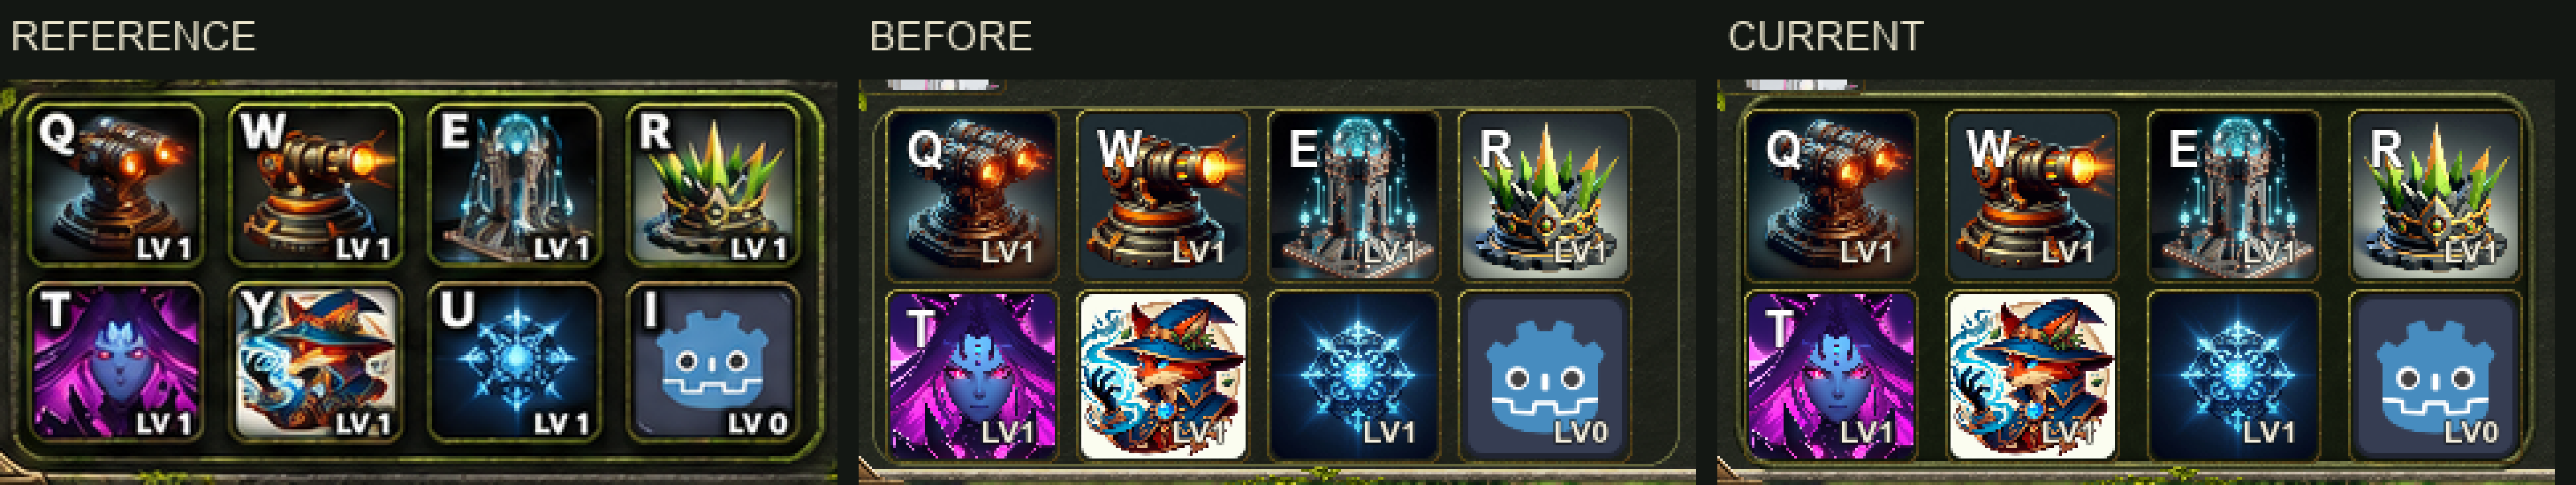 REFERENCE
BEFORE
CURRENT
Q W E R
LV 1 LV 1 LV 1 LV 1
T Y U I
LV 1 LV 1 LV 1 LV 0
Q W E R
LV1 LV1 LV1 LV1
T
LV1 LV1 LV1 LV0
Q W E R
LV1 LV1 LV1 LV1
T
LV1 LV1 LV1 LV0